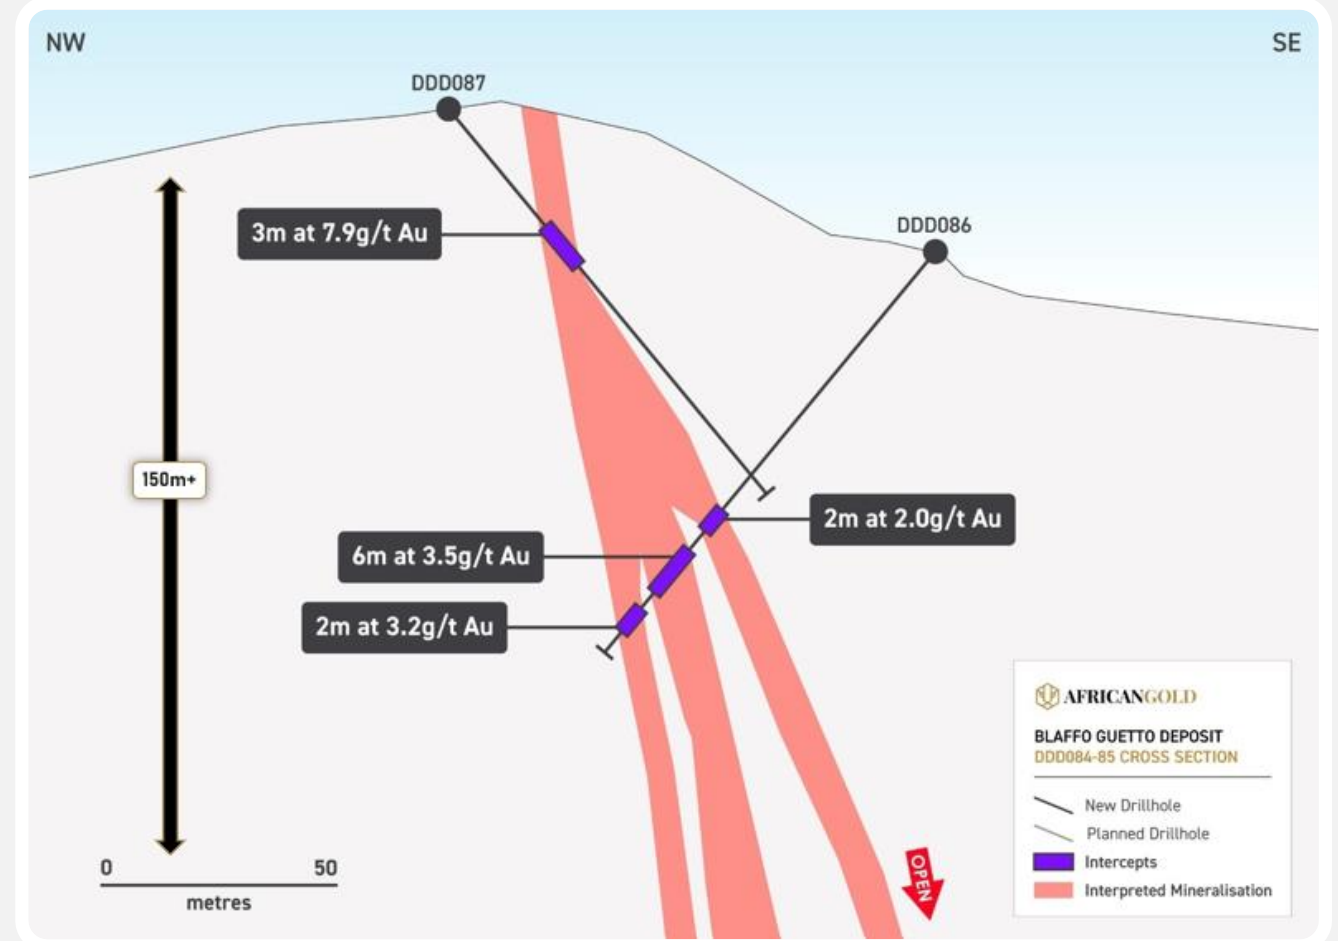 NW
SE
DDD087
DDD086
3m at 7.9g/t Au
150m+
2m at 2.0g/t Au
6m at 3.5g/t Au
2m at 3.2g/t Au
0 50
metres
OPEN
AFRICANGOLD
BLAFFO GUETTO DEPOSIT
DDD084-85 CROSS SECTION
New Drillhole
Planned Drillhole
Intercepts
Interpreted Mineralisation